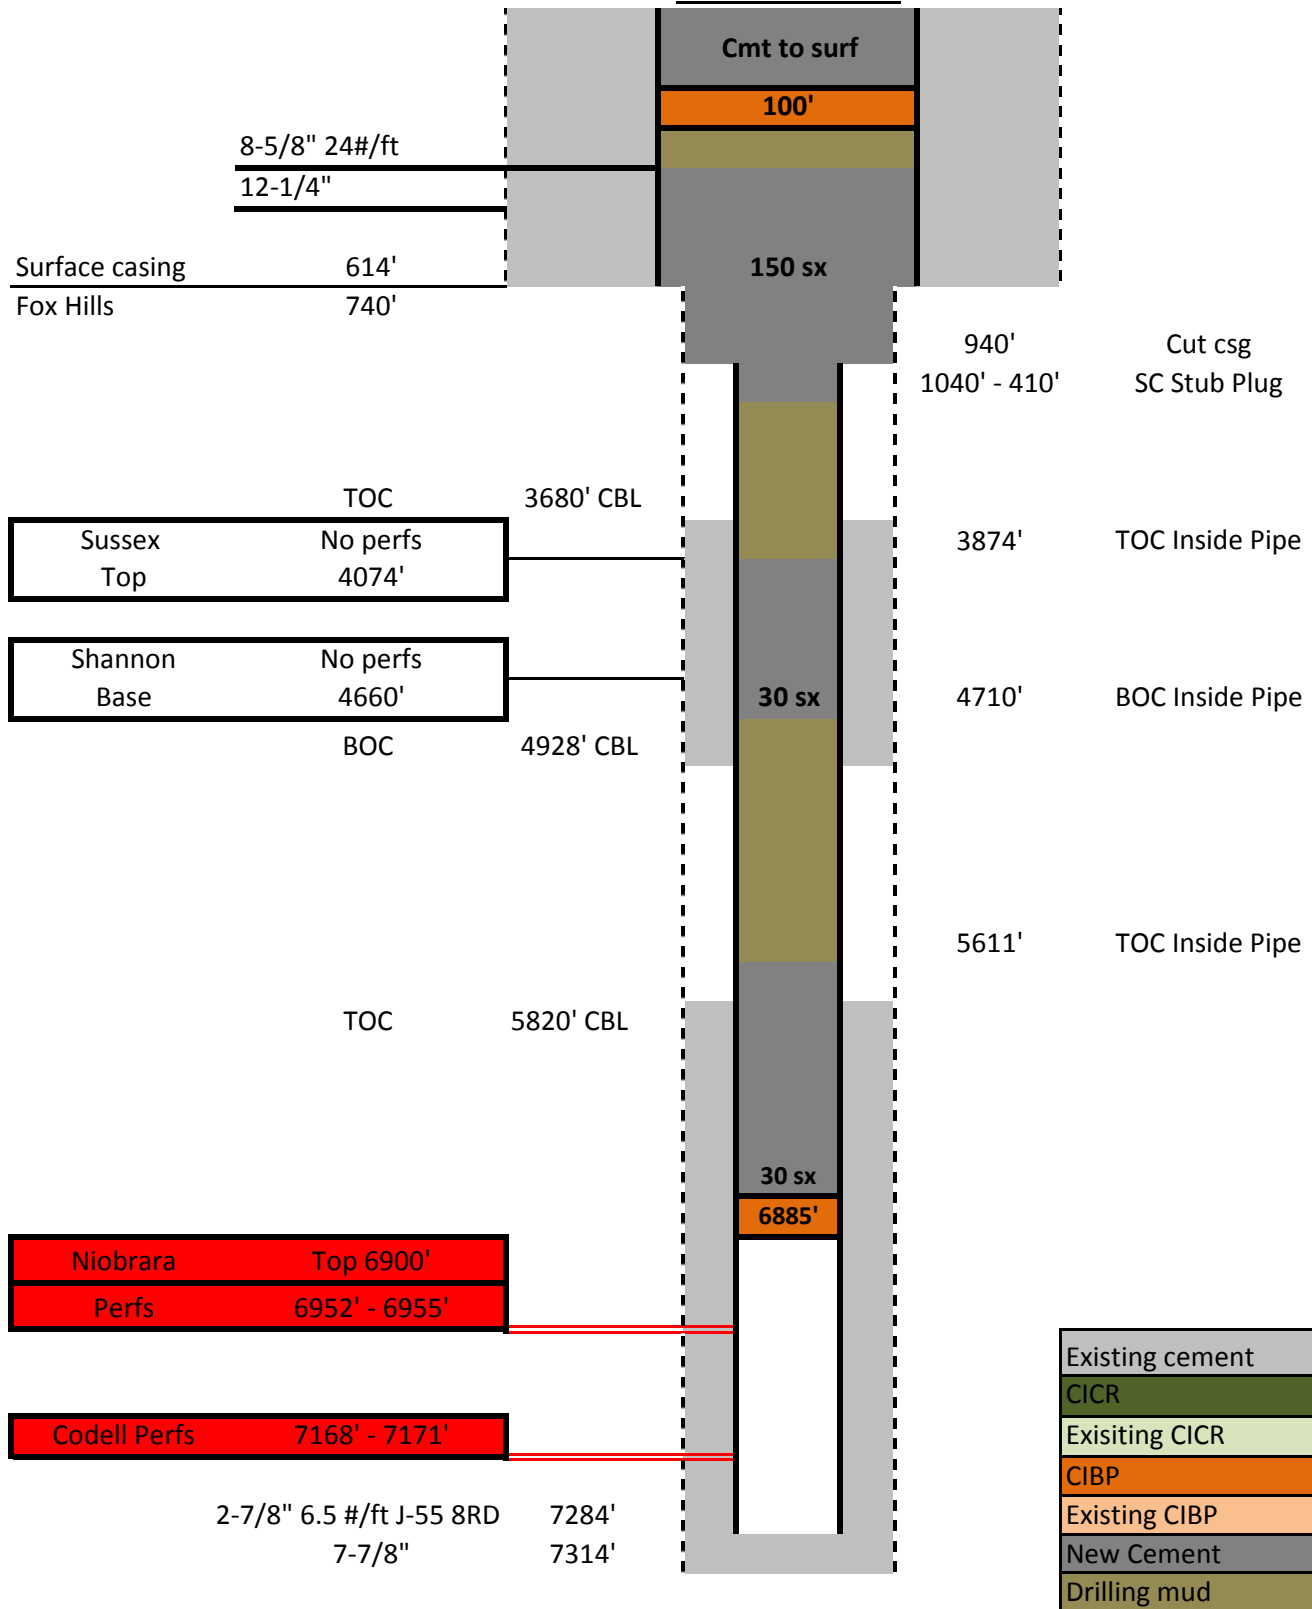 Cmt to surf
100'
8-5/8" 24#/ft
12-1/4"
Surface casing 614'
150 sx
Fox Hills 740'
940' Cut csg
1040' - 410' SC Stub Plug
TOC 3680' CBL
Sussex No perfs
3874' TOC Inside Pipe
Top 4074'
Shannon No perfs
Base 4660'
30 sx
4710' BOC Inside Pipe
BOC 4928' CBL
5611' TOC Inside Pipe
TOC 5820' CBL
30 sx
6885'
Niobrara Top 6900'
Perfs 6952' - 6955'
Existing cement
CICR
Codell Perfs 7168' - 7171'
Exisiting CICR
CIBP
2-7/8" 6.5 #/ft J-55 8RD 7284'
Existing CIBP
7-7/8" 7314'
New Cement
Drilling mud